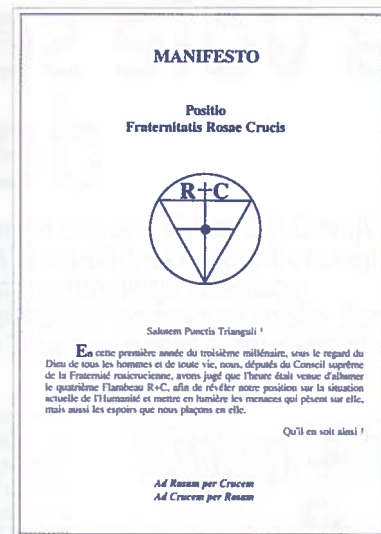 MANIFESTO
Positio
Fraternitatis Rosae Crucis
R+C
Salutem Punctis Trianguli !
En cette première année du troisième millénaire, sous le regard du
Dieu de tous les hommes et de toute vie, nous, députés du Conseil suprême
de la Fraternité rosicrucienne, avons jugé que l'heure était venue d'allumer
le quatrième Flambeau R+C, afin de révéler notre position sur la situation
actuelle de l'Humanité et mettre en lumière les menaces qui pèsent sur elle,
mais aussi les espoirs que nous plaçons en elle.
Qu'il en soit ainsi !
Ad Rosam per Crucem
Ad Crucem per Rosam